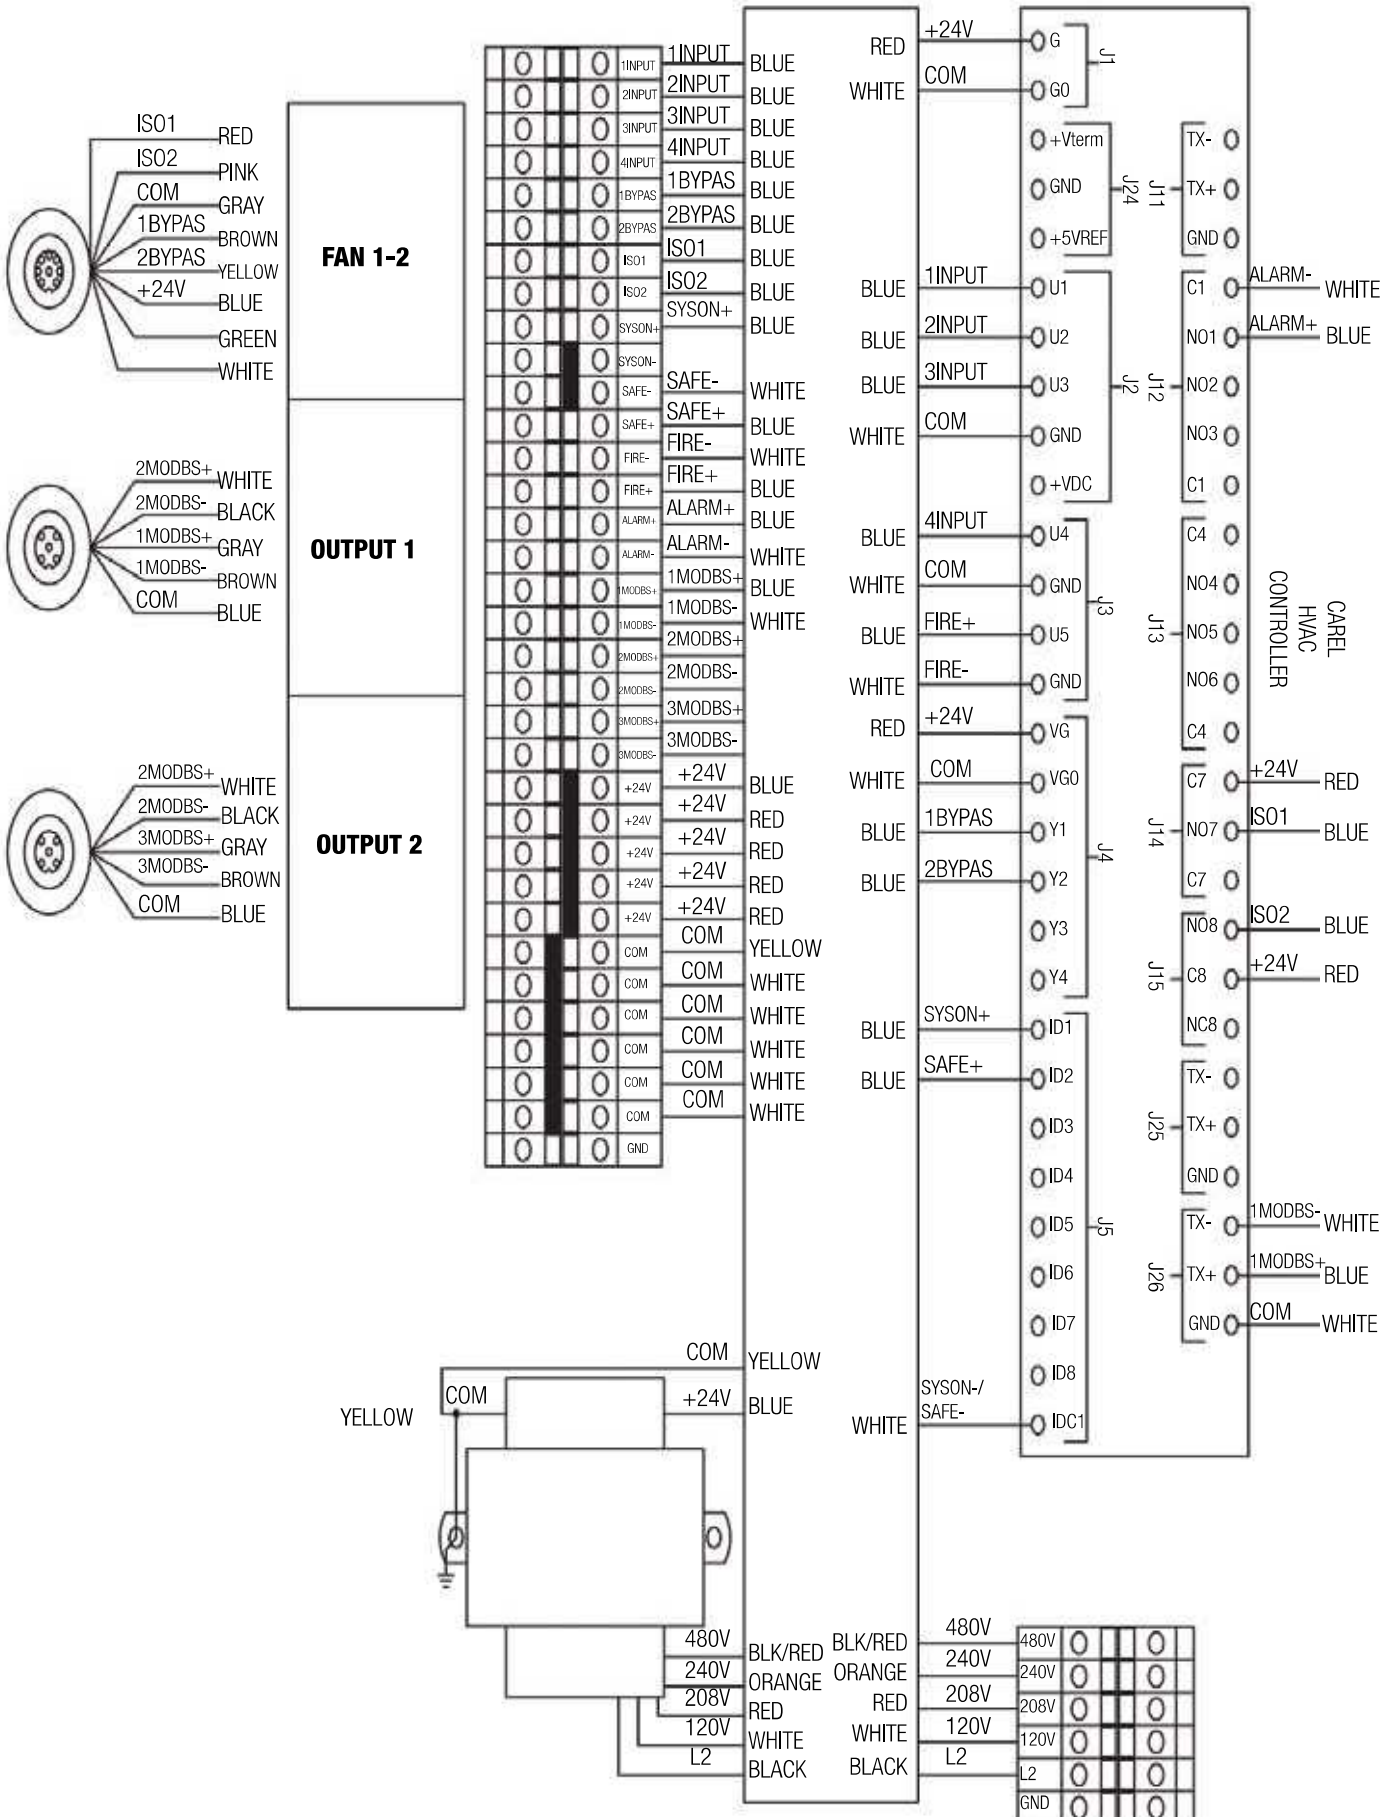 ISO1 RED
ISO2 PINK
COM GRAY
1BYPAS BROWN
2BYPAS YELLOW
+24V BLUE
GREEN
WHITE
FAN 1-2
2MODBS+ WHITE
2MODBS- BLACK
1MODBS+ GRAY
1MODBS- BROWN
COM BLUE
OUTPUT 1
2MODBS+ WHITE
2MODBS- BLACK
3MODBS+ GRAY
3MODBS- BROWN
COM BLUE
OUTPUT 2
1INPUT 1INPUT BLUE
2INPUT 2INPUT BLUE
3INPUT 3INPUT BLUE
4INPUT 4INPUT BLUE
1BYPAS 1BYPAS BLUE
2BYPAS 2BYPAS BLUE
ISO1 ISO1 BLUE
ISO2 ISO2 BLUE
SYSON+ SYSON+ BLUE
SYSON-
SAFE- SAFE- WHITE
SAFE+ SAFE+ BLUE
FIRE- FIRE- WHITE
FIRE+ FIRE+ BLUE
ALARM+ ALARM+ BLUE
ALARM- ALARM- WHITE
1MODBS+ 1MODBS+ BLUE
1MODBS- 1MODBS- WHITE
2MODBS+ 2MODBS+
2MODBS- 2MODBS-
3MODBS+ 3MODBS+
3MODBS- 3MODBS-
+24V +24V BLUE
+24V +24V RED
+24V +24V RED
+24V +24V RED
+24V +24V RED
COM COM YELLOW
COM COM WHITE
COM COM WHITE
COM COM WHITE
COM COM WHITE
COM COM WHITE
GND
RED +24V G
WHITE COM G0
J1
+Vterm
GND
+5VREF
J24
BLUE 1INPUT U1
BLUE 2INPUT U2
BLUE 3INPUT U3
WHITE COM GND
+VDC
J2
BLUE 4INPUT U4
WHITE COM GND
BLUE FIRE+ U5
WHITE FIRE- GND
J3
RED +24V VG
WHITE COM VG0
BLUE 1BYPAS Y1
BLUE 2BYPAS Y2
Y3
Y4
J4
BLUE SYSON+ ID1
BLUE SAFE+ ID2
ID3
ID4
ID5
ID6
ID7
ID8
WHITE SYSON-/
SAFE- IDC1
J5
TX-
TX+
GND
J11
C1 ALARM- WHITE
NO1 ALARM+ BLUE
NO2
NO3
C1
J12
C4
NO4
NO5
NO6
C4
J13
C7 +24V RED
NO7 ISO1 BLUE
C7
J14
NO8 ISO2 BLUE
C8 +24V RED
NC8
J15
TX-
TX+
GND
J25
TX- 1MODBS- WHITE
TX+ 1MODBS+ BLUE
GND COM WHITE
J26
CAREL
HVAC
CONTROLLER
COM YELLOW
YELLOW COM
+24V BLUE
480V BLK/RED
240V ORANGE
208V RED
120V WHITE
L2 BLACK
BLK/RED 480V 480V
ORANGE 240V 240V
RED 208V 208V
WHITE 120V 120V
BLACK L2 L2
GND